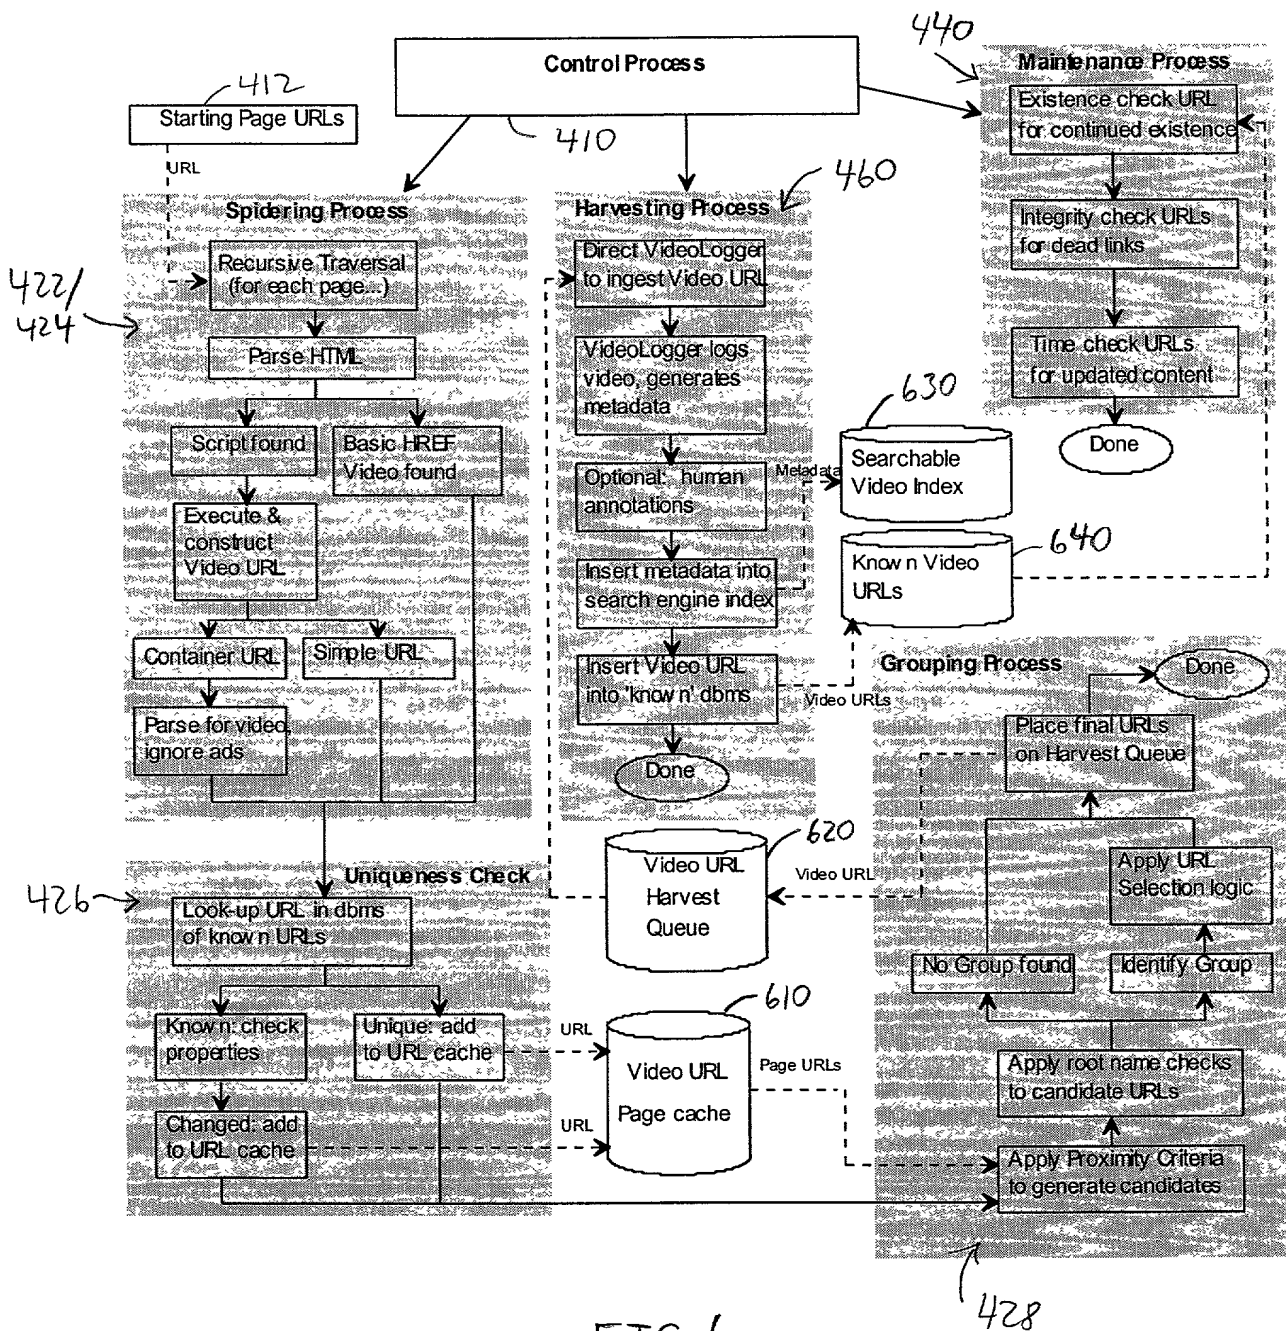 440
Control Process
Maintenance Process
412
Starting Page URLs
410
URL
Existence check URL
for continued existence
460
Spidering Process
Harvesting Process
Integrity check URLs
for dead links
Recursive Traversal
(for each page...)
Direct VideoLogger
to ingest Video URL
422/
424
Parse HTML
VideoLogger logs
video, generates
metadata
Time check URLs
for updated content
630
Script found
Basic HREF
Video found
Done
Searchable
Video Index
Optional: human
annotations
Metadata
Execute &
construct
Video URL
640
Known Video
URLs
Insert metadata into
search engine index
Container URL
Simple URL
Insert Video URL
into 'known' dbms
Video URLs
Grouping Process
Done
Parse for video,
ignore ads
Place final URLs
on Harvest Queue
Done
620
Video URL
Harvest
Queue
Video URL
Apply URL
Selection logic
426
Uniqueness Check
Look-up URL in dbms
of known URLs
No Group found
Identify Group
610
Known: check
properties
Unique: add
to URL cache
URL
Video URL
Page cache
Page URLs
Apply root name checks
to candidate URLs
Changed: add
to URL cache
URL
Apply Proximity Criteria
to generate candidates
428